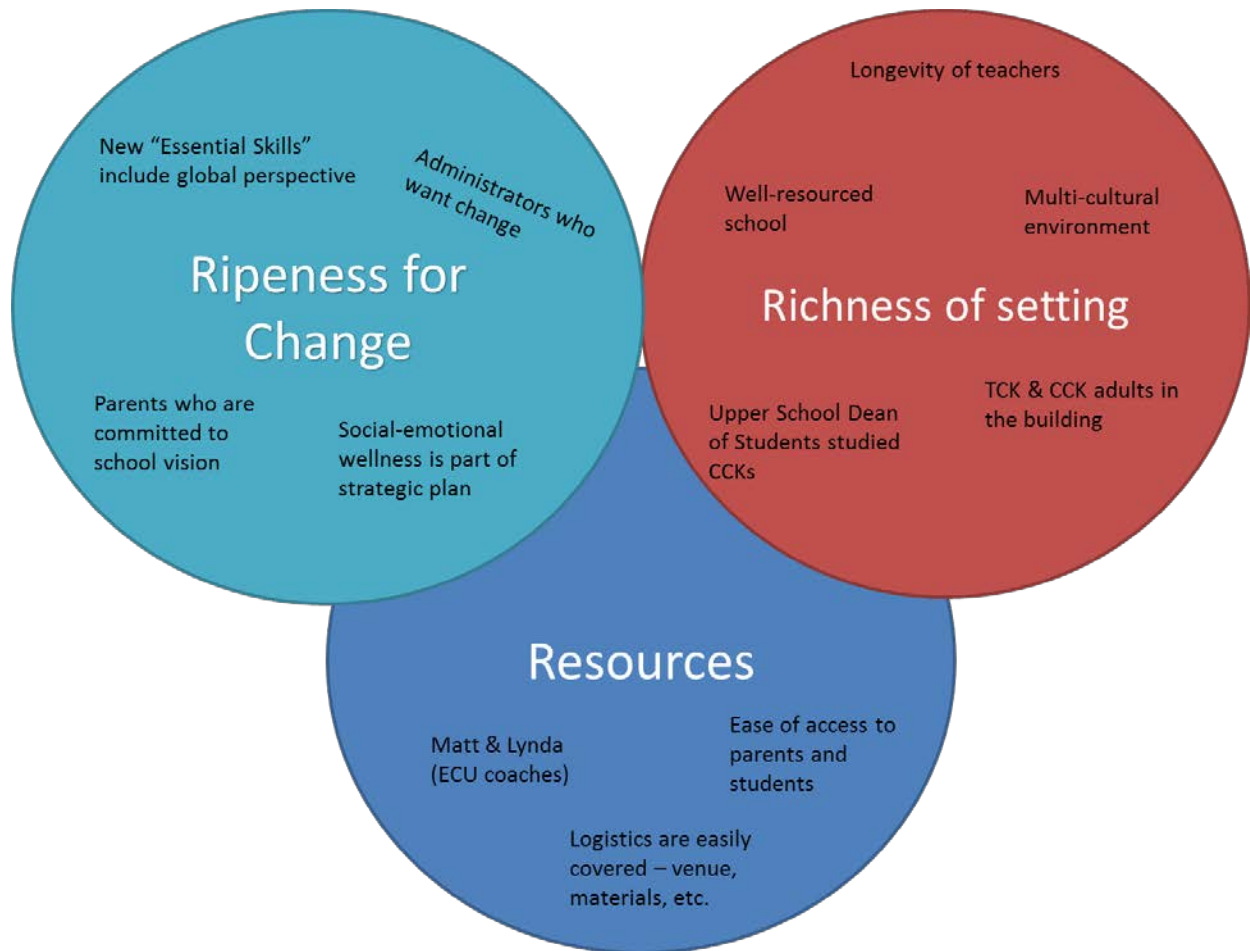 New “Essential Skills”
include global perspective
Administrators who
want change
Ripeness for
Change
Parents who are
committed to
school vision
Social-emotional
wellness is part of
strategic plan
Longevity of teachers
Well-resourced
school
Multi-cultural
environment
Richness of setting
Upper School Dean
of Students studied
CCKs
TCK & CCK adults in
the building
Resources
Matt & Lynda
(ECU coaches)
Ease of access to
parents and
students
Logistics are easily
covered – venue,
materials, etc.